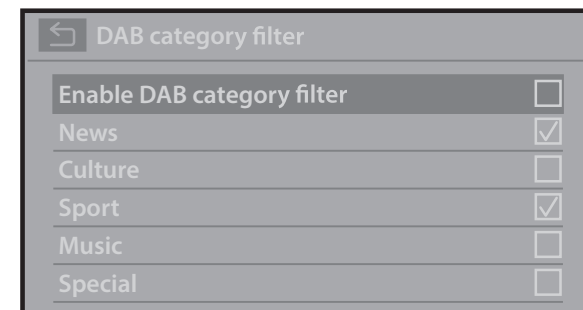 DAB category filter
Enable DAB category filter
News
Culture
Sport
Music
Special